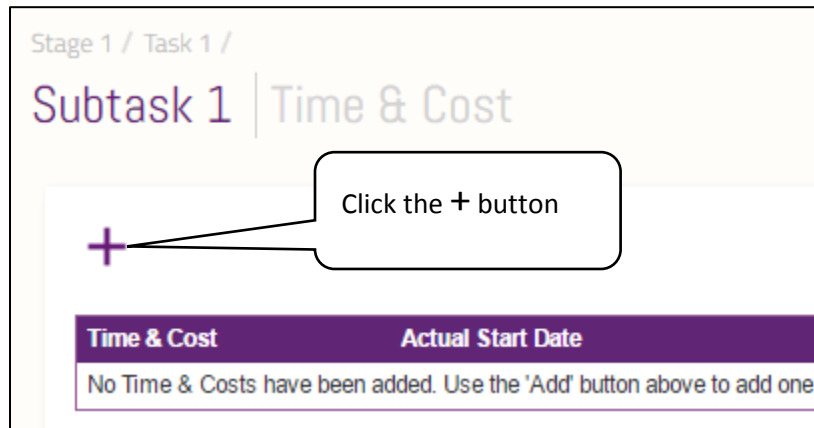 Stage 1 / Task 1 /
Subtask 1 | Time & Cost
Click the + button
+
Time & Cost Actual Start Date
No Time & Costs have been added. Use the 'Add' button above to add one